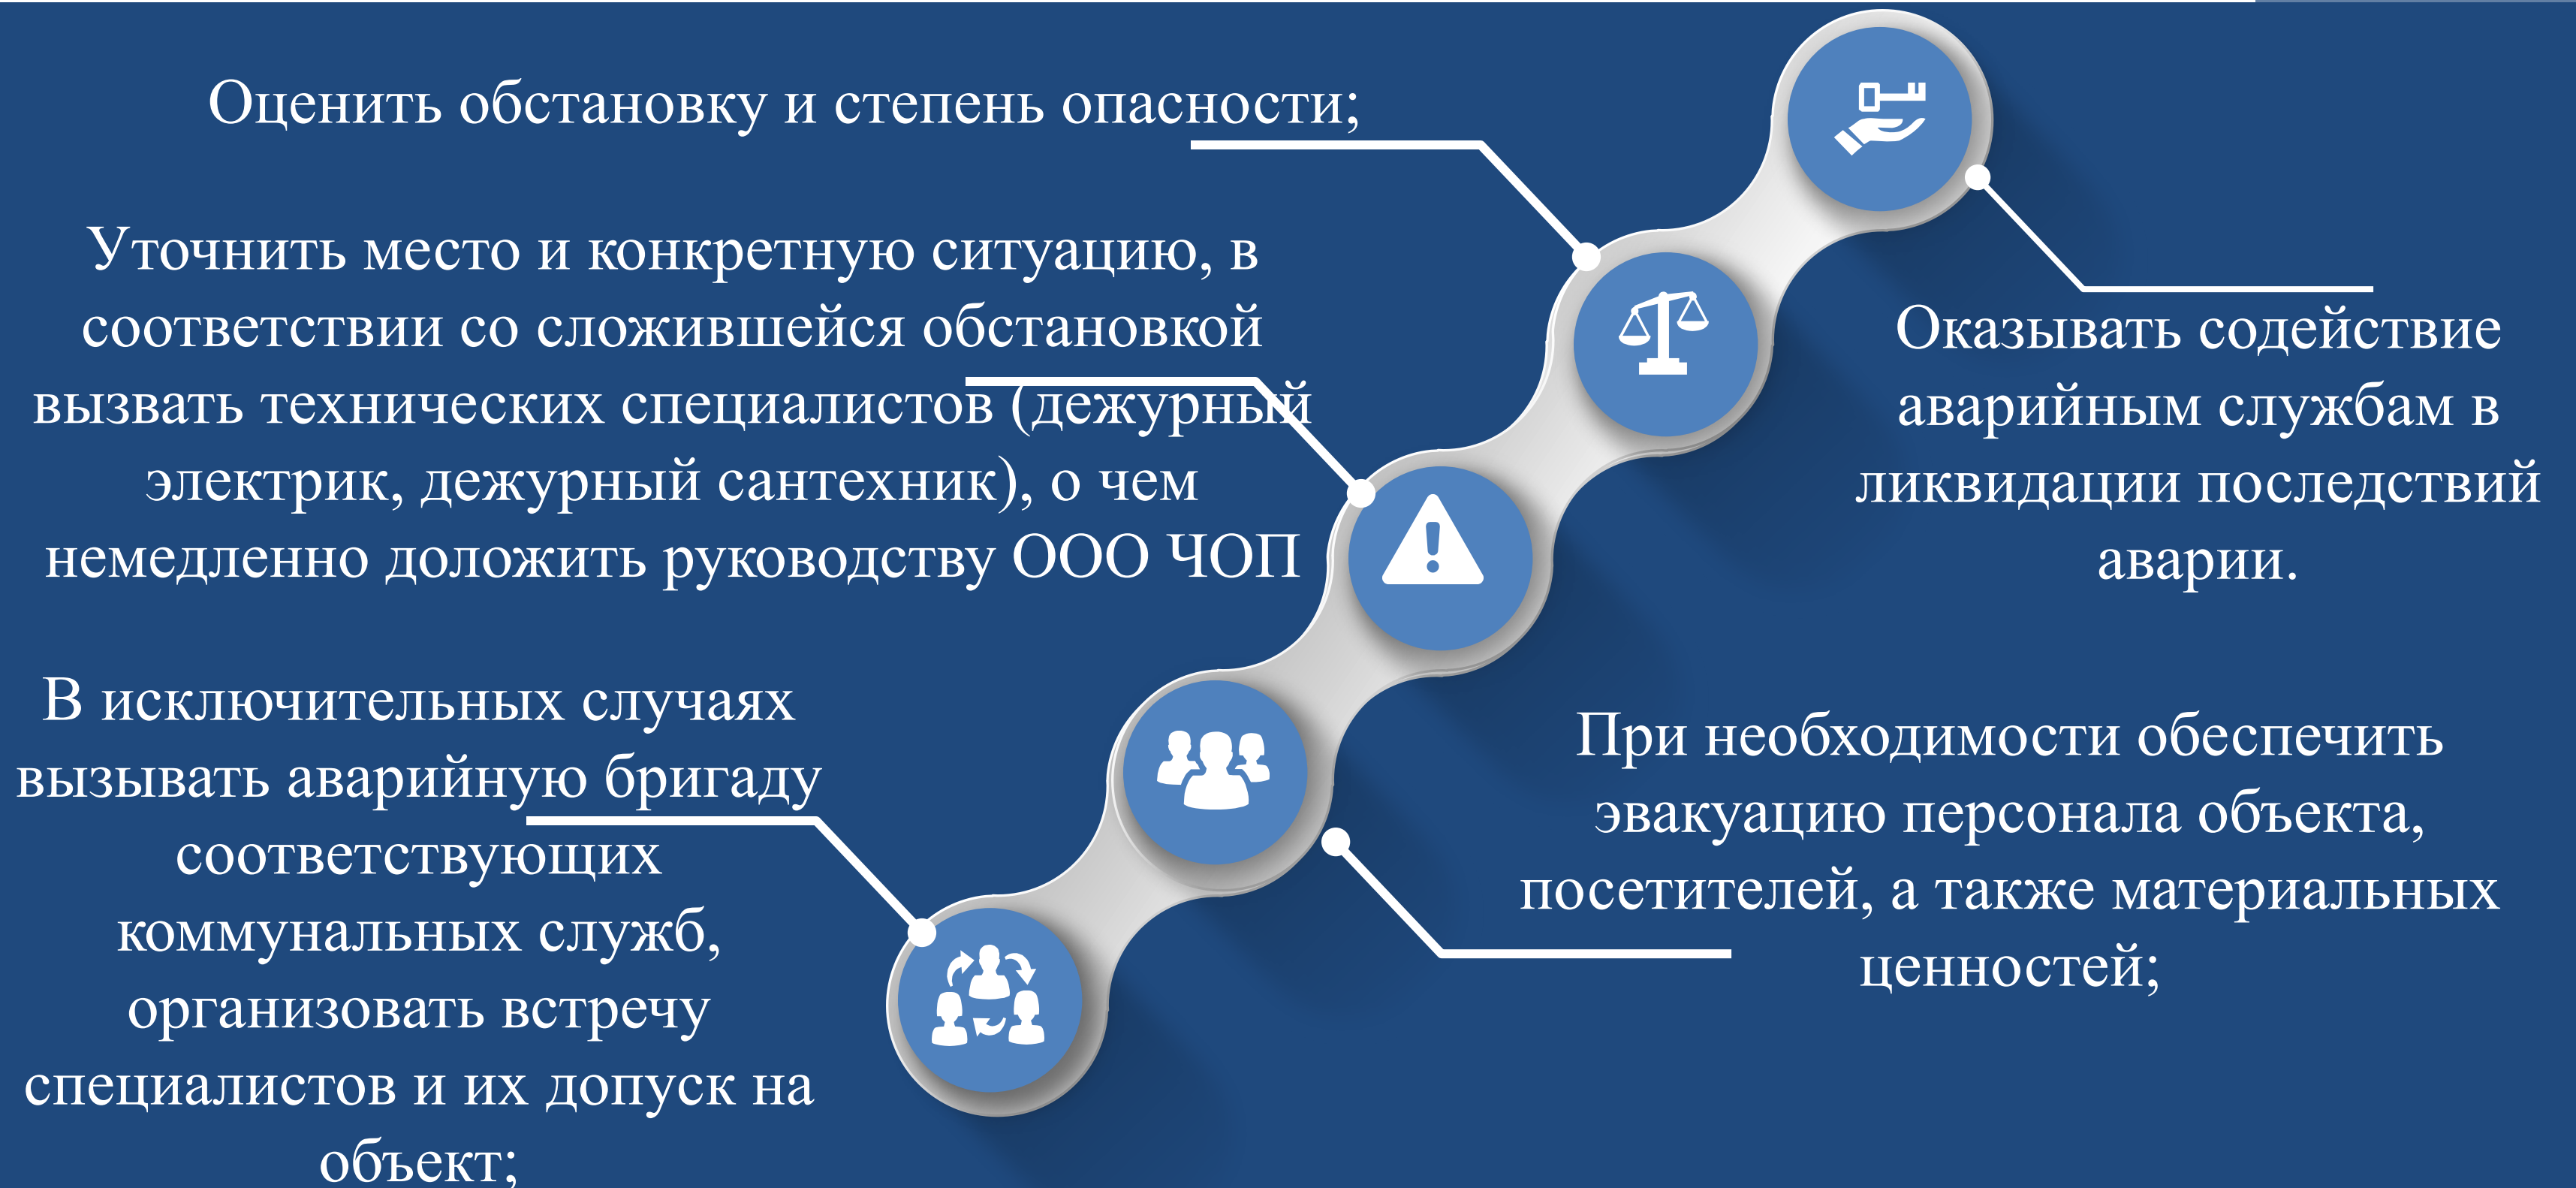 Оценить обстановку и степень опасности;
Уточнить место и конкретную ситуацию, в
соответствии со сложившейся обстановкой
вызвать технических специалистов (дежурный
электрик, дежурный сантехник), о чем
немедленно доложить руководству ООО ЧОП
В исключительных случаях
вызывать аварийную бригаду
соответствующих
коммунальных служб,
организовать встречу
специалистов и их допуск на
объект;
Оказывать содействие
аварийным службам в
ликвидации последствий
аварии.
При необходимости обеспечить
эвакуацию персонала объекта,
посетителей, а также материальных
ценностей;